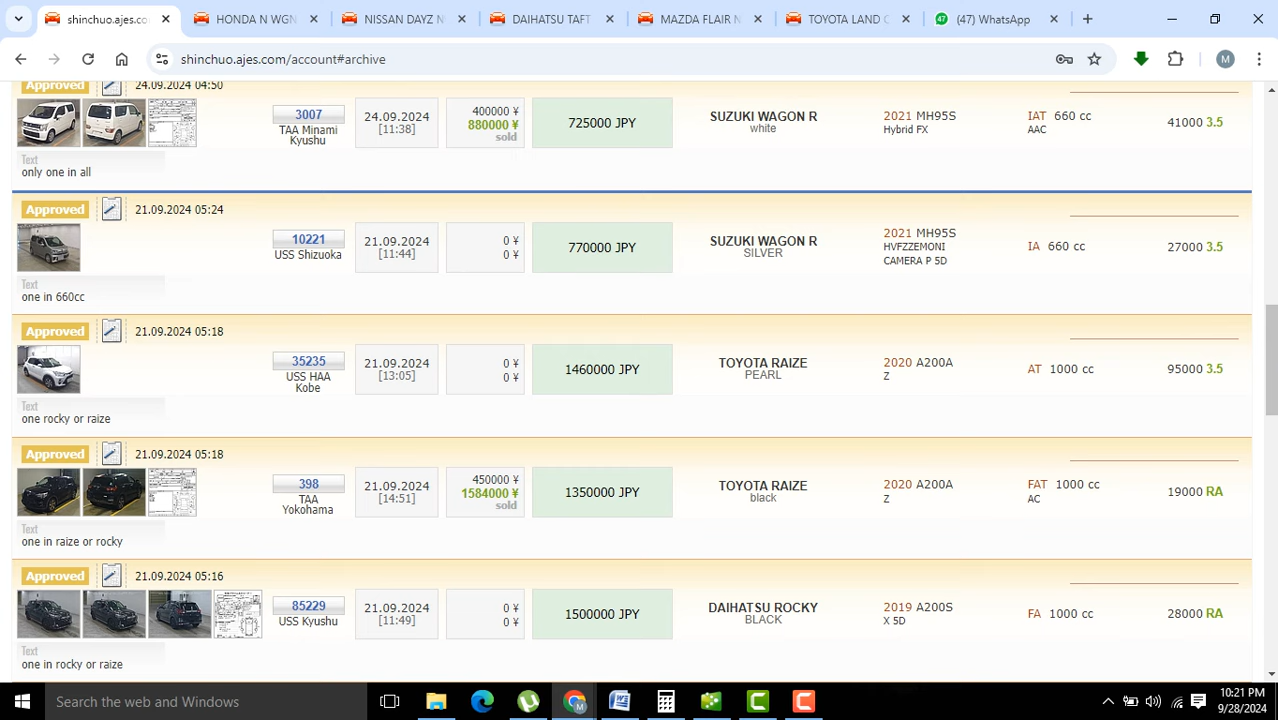 shinchuo.ajes.co
HONDA N WGN
NISSAN DAYZ N
DAIHATSU TAFT
MAZDA FLAIR N
TOYOTA LAND C
(47) WhatsApp
shinchuo.ajes.com/account#archive
M
Approved
24.09.2024 04:50
3007
TAA Minami
Kyushu
24.09.2024
[11:38]
400000 ¥
880000 ¥
sold
725000 JPY
SUZUKI WAGON R
white
2021 MH95S
Hybrid FX
IAT 660 cc
AAC
41000 3.5
Text
only one in all
Approved
21.09.2024 05:24
10221
USS Shizuoka
21.09.2024
[11:44]
0 ¥
0 ¥
770000 JPY
SUZUKI WAGON R
SILVER
2021 MH95S
HVFZZEMONI
CAMERA P 5D
IA 660 cc
27000 3.5
Text
one in 660cc
Approved
21.09.2024 05:18
35235
USS HAA
Kobe
21.09.2024
[13:05]
0 ¥
0 ¥
1460000 JPY
TOYOTA RAIZE
PEARL
2020 A200A
Z
AT 1000 cc
95000 3.5
Text
one rocky or raize
Approved
21.09.2024 05:18
398
TAA
Yokohama
21.09.2024
[14:51]
450000 ¥
1584000 ¥
sold
1350000 JPY
TOYOTA RAIZE
black
2020 A200A
Z
FAT 1000 cc
AC
19000 RA
Text
one in raize or rocky
Approved
21.09.2024 05:16
85229
USS Kyushu
21.09.2024
[11:49]
0 ¥
0 ¥
1500000 JPY
DAIHATSU ROCKY
BLACK
2019 A200S
X 5D
FA 1000 cc
28000 RA
Text
one in rocky or raize
Search the web and Windows
10:21 PM
9/28/2024